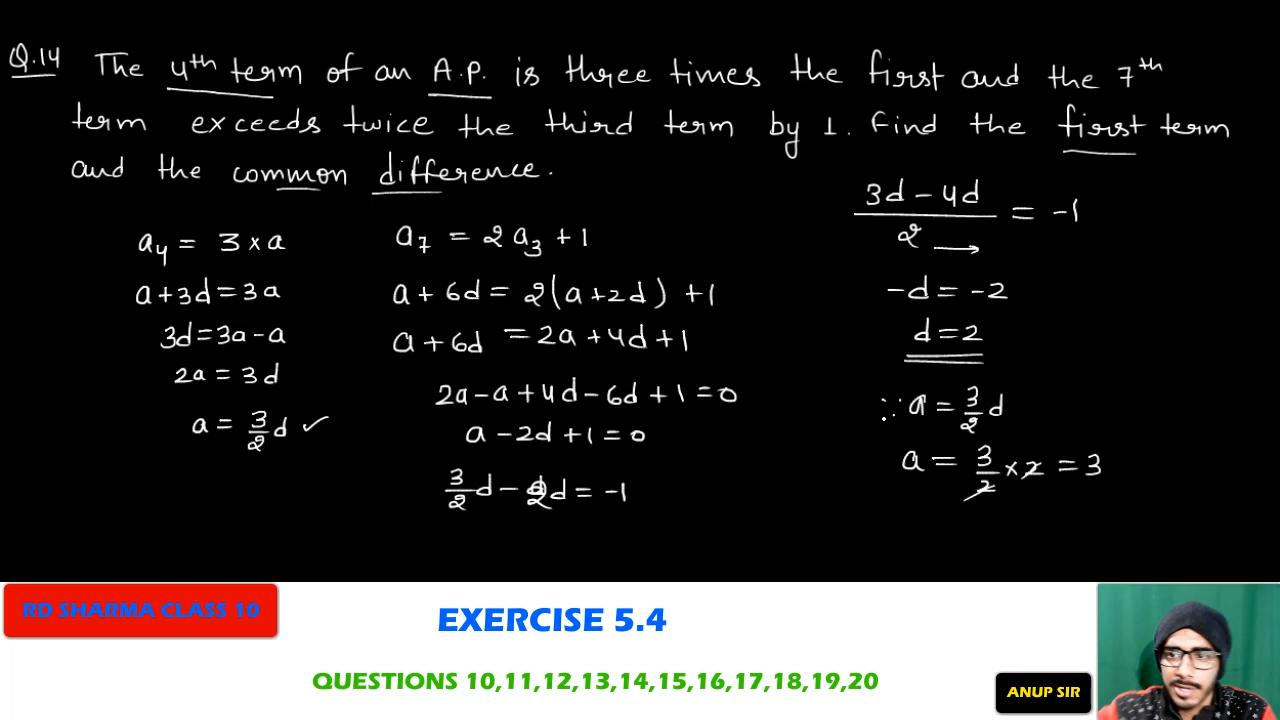 Q.14 The 4th term of an A.P. is three times the first and the 7th
term exceeds twice the third term by 1. Find the first term
and the common difference.
a4 = 3 × a
a + 3d = 3a
3d = 3a - a
2a = 3d
a = 3/2 d ✓
a7 = 2 a3 + 1
a + 6d = 2(a + 2d) + 1
a + 6d = 2a + 4d + 1
2a - a + 4d - 6d + 1 = 0
a - 2d + 1 = 0
3/2 d - 2d = -1
3d - 4d
2
= -1
-d = -2
d = 2
∵ a = 3/2 d
a = 3/2 × 2 = 3
RD SHARMA CLASS 10
EXERCISE 5.4
QUESTIONS 10,11,12,13,14,15,16,17,18,19,20
ANUP SIR